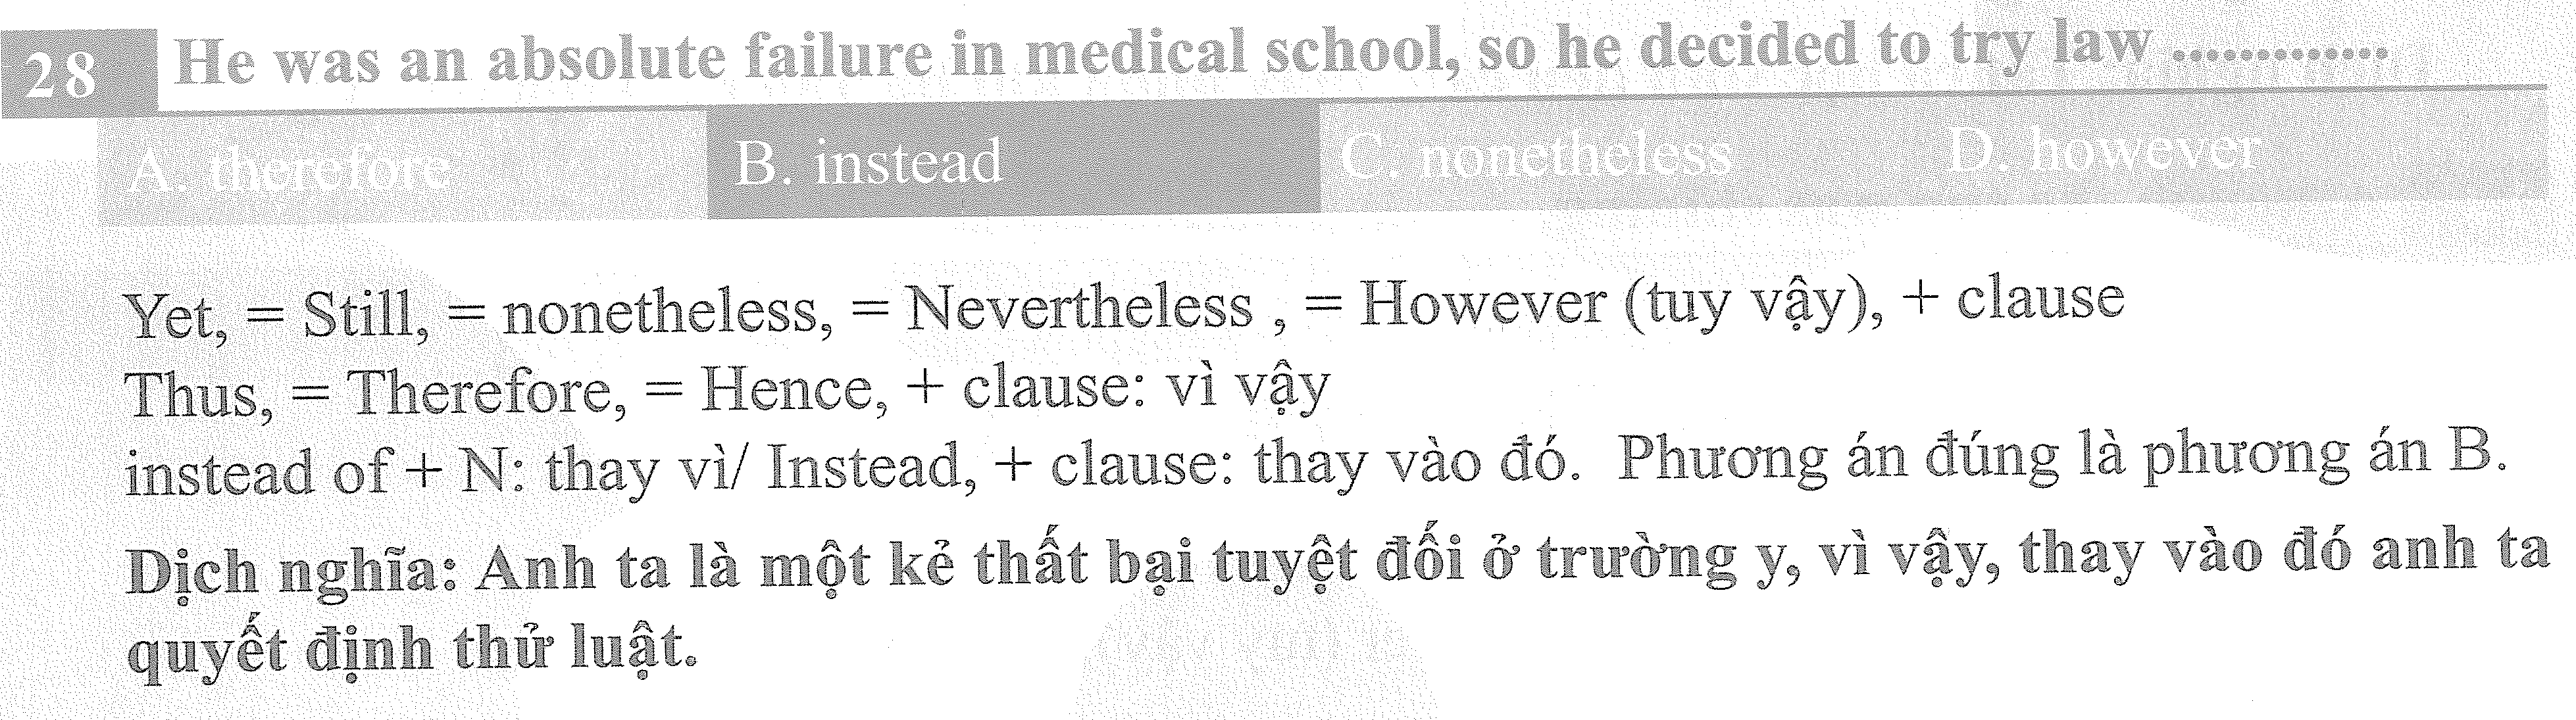 28 He was an absolute failure in medical school, so he decided to try law .............
A. therefore B. instead C. nonetheless D. however
Yet, = Still, = nonetheless, = Nevertheless , = However (tuy vậy), + clause
Thus, = Therefore, = Hence, + clause: vì vậy
instead of + N: thay vì/ Instead, + clause: thay vào đó. Phương án đúng là phương án B.
Dịch nghĩa: Anh ta là một kẻ thất bại tuyệt đối ở trường y, vì vậy, thay vào đó anh ta
quyết định thử luật.